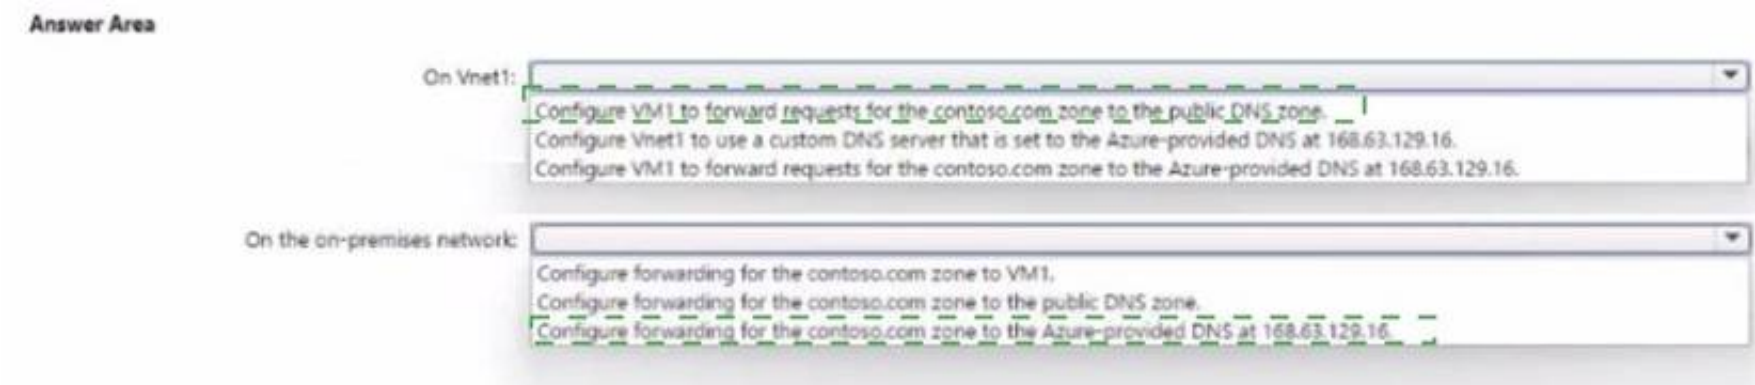 Answer Area
On Vnet1:
Configure VM1 to forward requests for the contoso.com zone to the public DNS zone.
Configure Vnet1 to use a custom DNS server that is set to the Azure-provided DNS at 168.63.129.16.
Configure VM1 to forward requests for the contoso.com zone to the Azure-provided DNS at 168.63.129.16.
On the on-premises network:
Configure forwarding for the contoso.com zone to VM1.
Configure forwarding for the contoso.com zone to the public DNS zone.
Configure forwarding for the contoso.com zone to the Azure-provided DNS at 168.63.129.16.